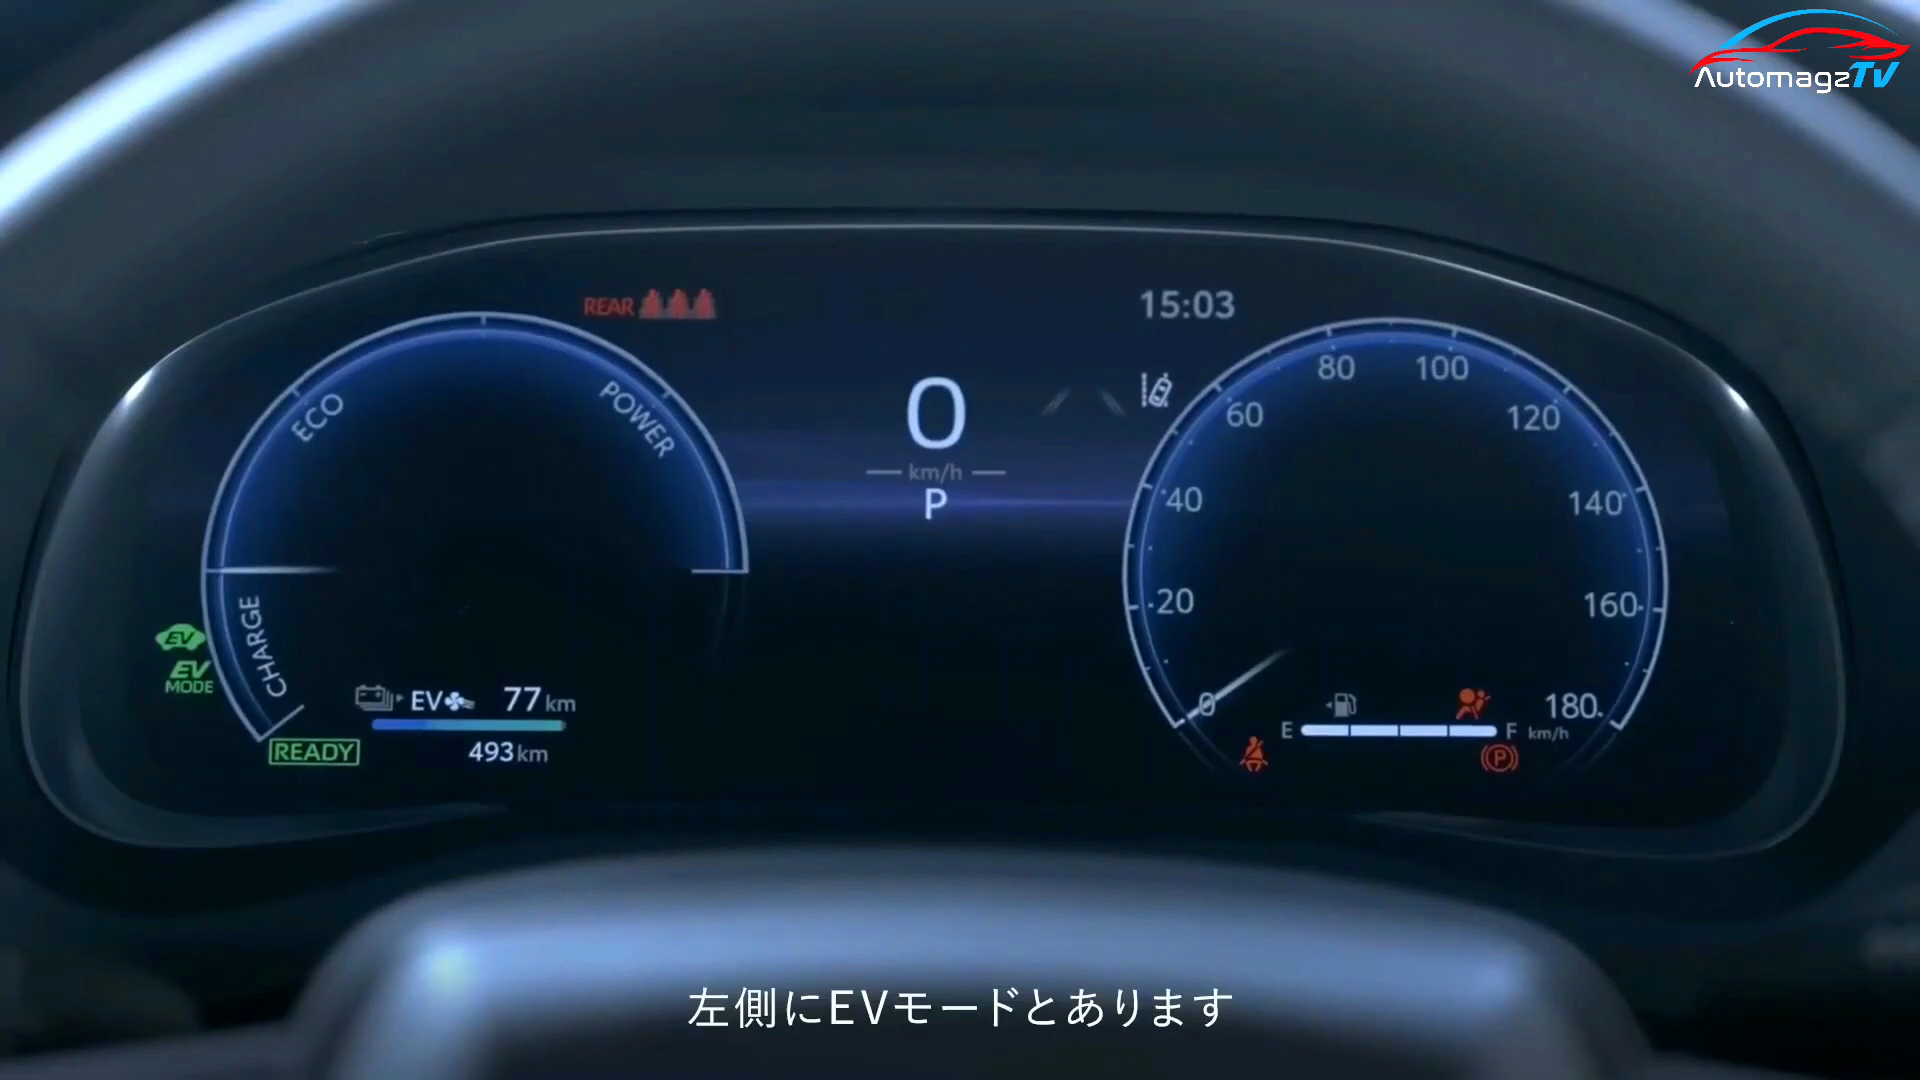 AutomagzTV
REAR
15:03
ECO
POWER
CHARGE
0
km/h
P
0
20
40
60
80
100
120
140
160
180
km/h
EV
EV
MODE
READY
EV 77 km
493 km
E
F
P
左側にEVモードとあります